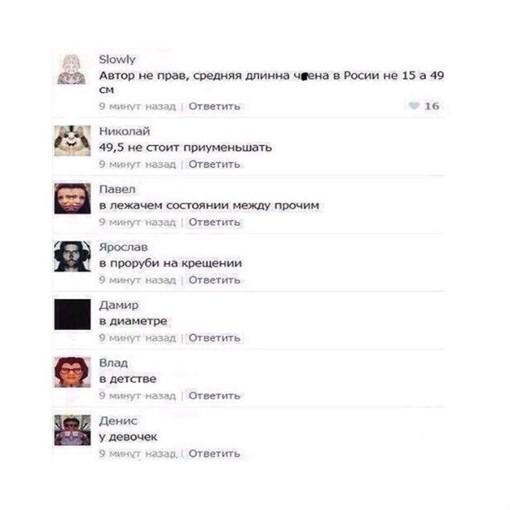 Slowly
Автор не прав, средняя длинна ч*ена в Росии не 15 а 49
см
9 минут назад | Ответить 16
Николай
49,5 не стоит приуменьшать
9 минут назад | Ответить
Павел
в лежачем состоянии между прочим
9 минут назад | Ответить
Ярослав
в проруби на крещении
9 минут назад | Ответить
Дамир
в диаметре
9 минут назад | Ответить
Влад
в детстве
9 минут назад | Ответить
Денис
у девочек
9 минут назад | Ответить